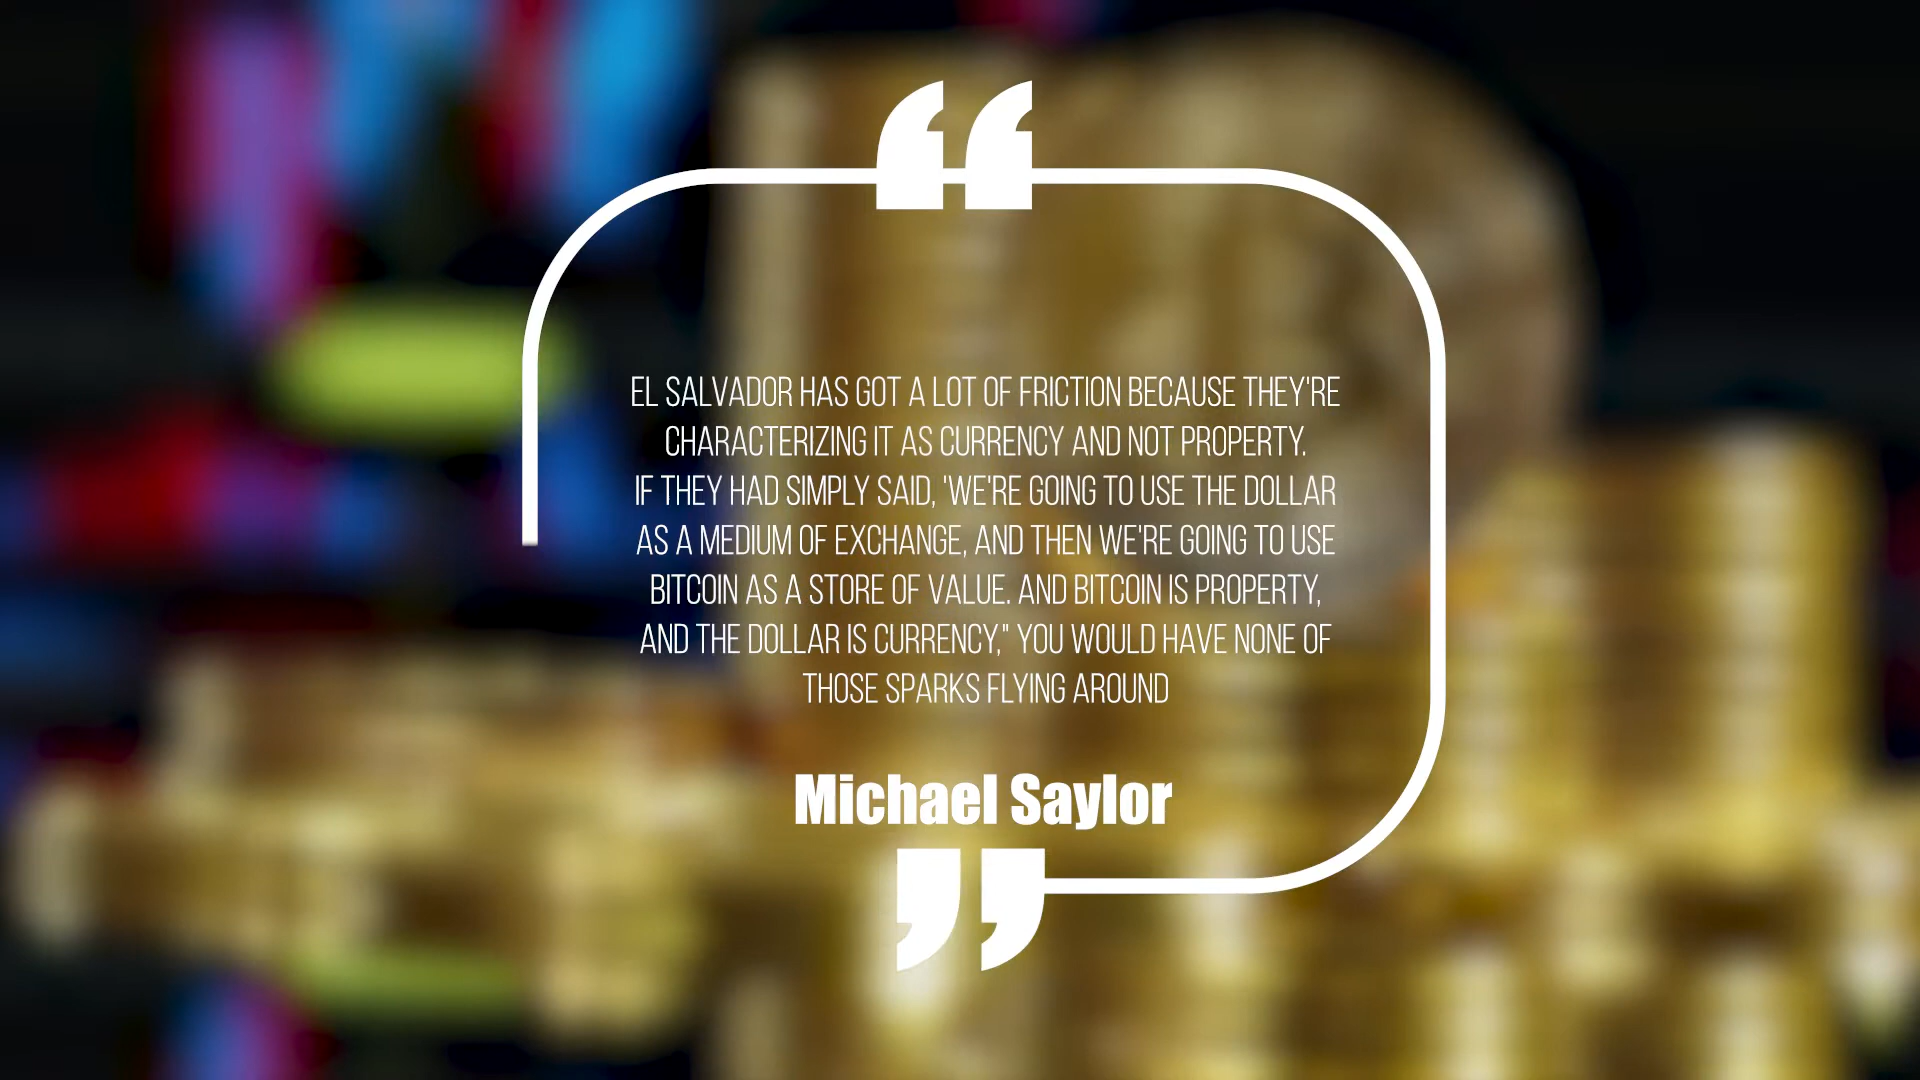 “
EL SALVADOR HAS GOT A LOT OF FRICTION BECAUSE THEY'RE
CHARACTERIZING IT AS CURRENCY AND NOT PROPERTY.
IF THEY HAD SIMPLY SAID, 'WE'RE GOING TO USE THE DOLLAR
AS A MEDIUM OF EXCHANGE, AND THEN WE'RE GOING TO USE
BITCOIN AS A STORE OF VALUE. AND BITCOIN IS PROPERTY,
AND THE DOLLAR IS CURRENCY," YOU WOULD HAVE NONE OF
THOSE SPARKS FLYING AROUND
Michael Saylor
”